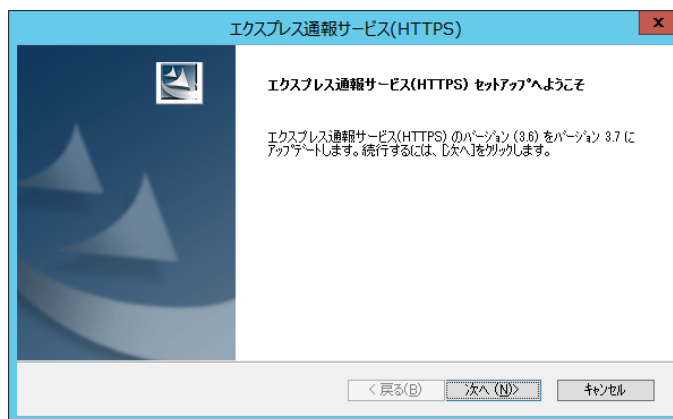 エクスプレス通報サービス(HTTPS)
x
エクスプレス通報サービス(HTTPS) ｾｯﾄｱｯﾌﾟへようこそ
エクスプレス通報サービス(HTTPS) のﾊﾞｰｼﾞｮﾝ (3.6) をﾊﾞｰｼﾞｮﾝ 3.7 に
ｱｯﾌﾟﾃﾞｰﾄします。続行するには、[次へ]をｸﾘｯｸします。
< 戻る(B) 次へ (N)> ｷｬﾝｾﾙ